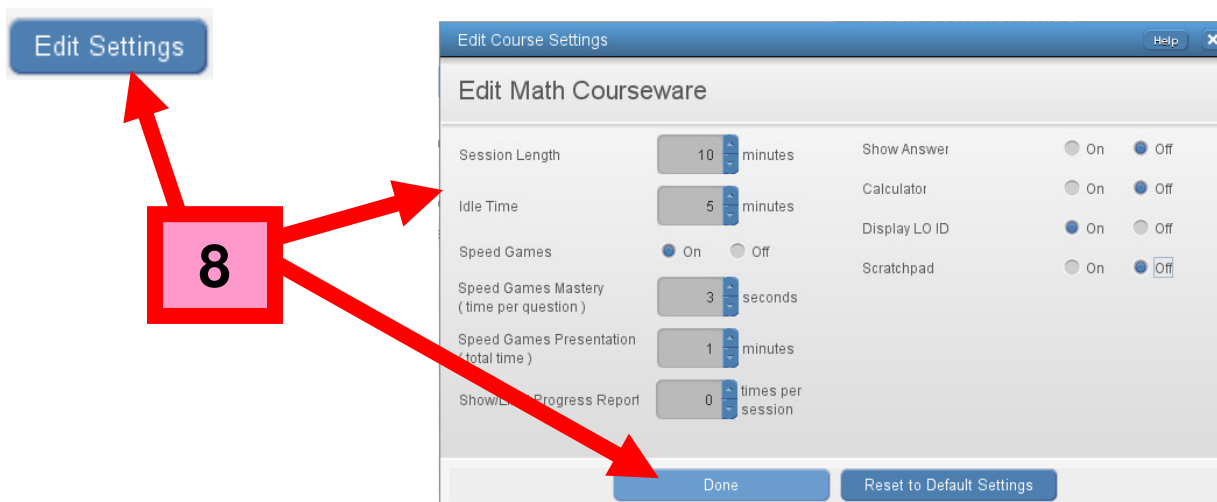 Edit Settings
Edit Course Settings
Help
Edit Math Courseware
Session Length 10 minutes
Idle Time 5 minutes
Speed Games On Off
Speed Games Mastery
( time per question )
3 seconds
Speed Games Presentation
( total time )
1 minutes
Progress Report 0 times per
session
Show Answer On Off
Calculator On Off
Display LO ID On Off
Scratchpad On Off
8
Done
Reset to Default Settings